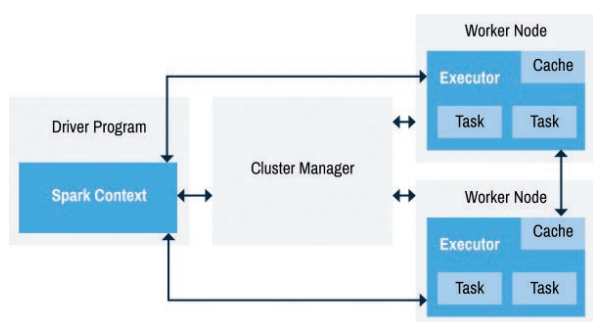 Driver Program
Spark Context
Cluster Manager
Worker Node
Executor
Cache
Task Task
Worker Node
Executor
Cache
Task Task